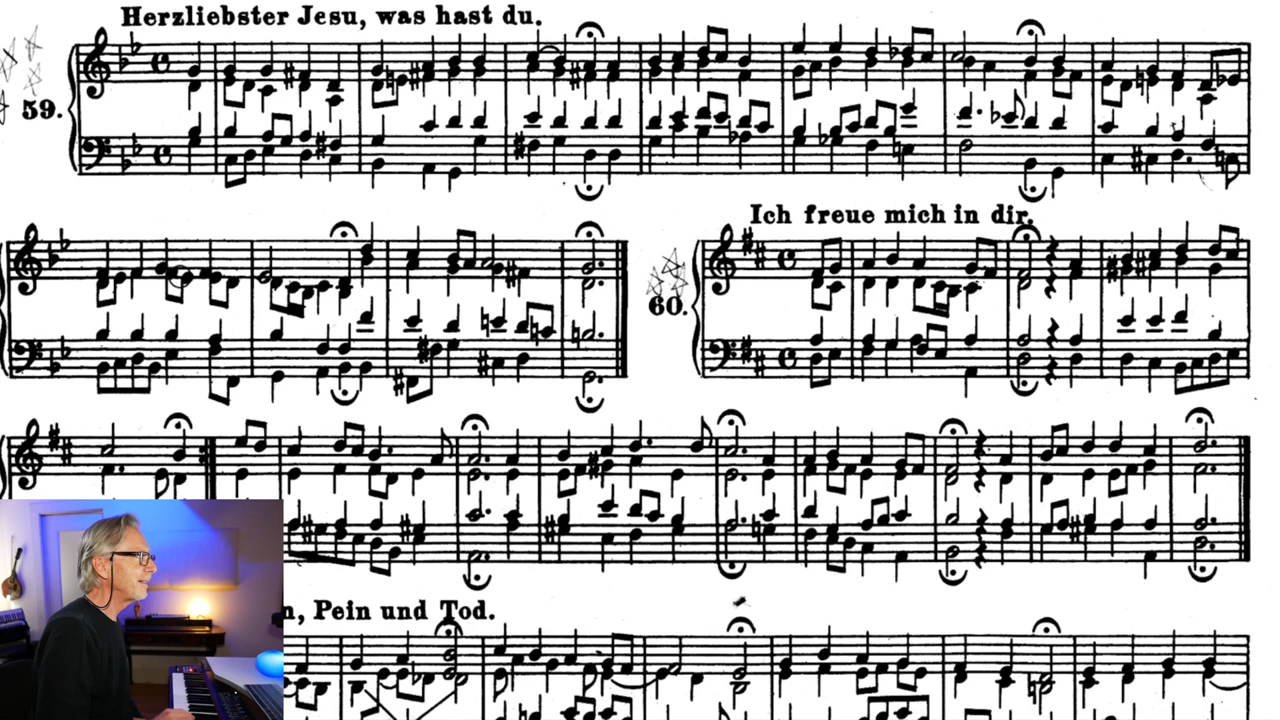 Herzliebster Jesu, was hast du.
59.
Ich freue mich in dir.
60.
n, Pein und Tod.